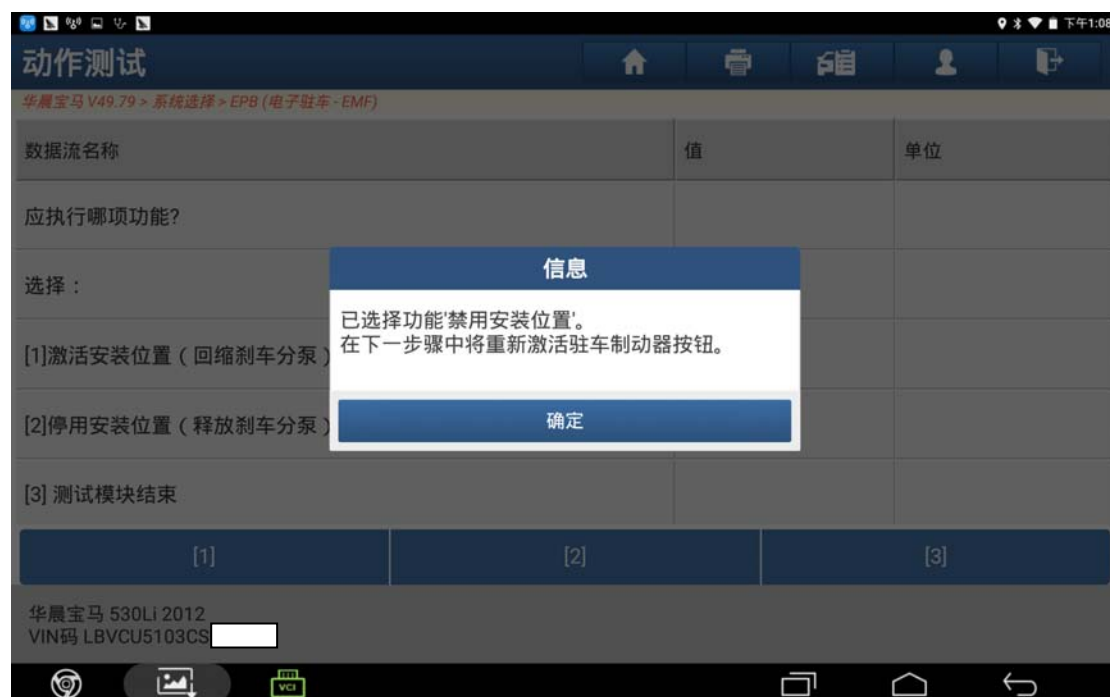 下午1:08
动作测试
华晨宝马 V49.79 > 系统选择 > EPB (电子驻车 - EMF)
数据流名称 值 单位
应执行哪项功能?
选择：
[1]激活安装位置（回缩刹车分泵）
[2]停用安装位置（释放刹车分泵）
[3] 测试模块结束
信息
已选择功能'禁用安装位置'。
在下一步骤中将重新激活驻车制动器按钮。
确定
[1] [2] [3]
华晨宝马 530Li 2012
VIN码 LBVCU5103CS
VCI